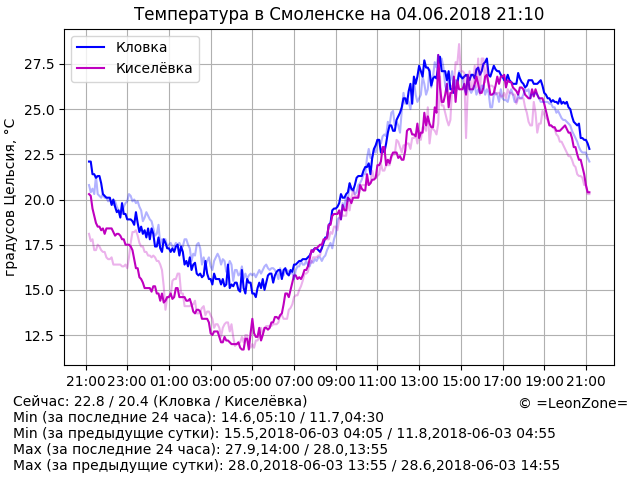 Температура в Смоленске на 04.06.2018 21:10
Кловка
Киселёвка
градусов Цельсия, °C
27.5
25.0
22.5
20.0
17.5
15.0
12.5
21:00 23:00 01:00 03:00 05:00 07:00 09:00 11:00 13:00 15:00 17:00 19:00 21:00
Сейчас: 22.8 / 20.4 (Кловка / Киселёвка)
© =LeonZone=
Min (за последние 24 часа): 14.6,05:10 / 11.7,04:30
Min (за предыдущие сутки): 15.5,2018-06-03 04:05 / 11.8,2018-06-03 04:55
Max (за последние 24 часа): 27.9,14:00 / 28.0,13:55
Max (за предыдущие сутки): 28.0,2018-06-03 13:55 / 28.6,2018-06-03 14:55